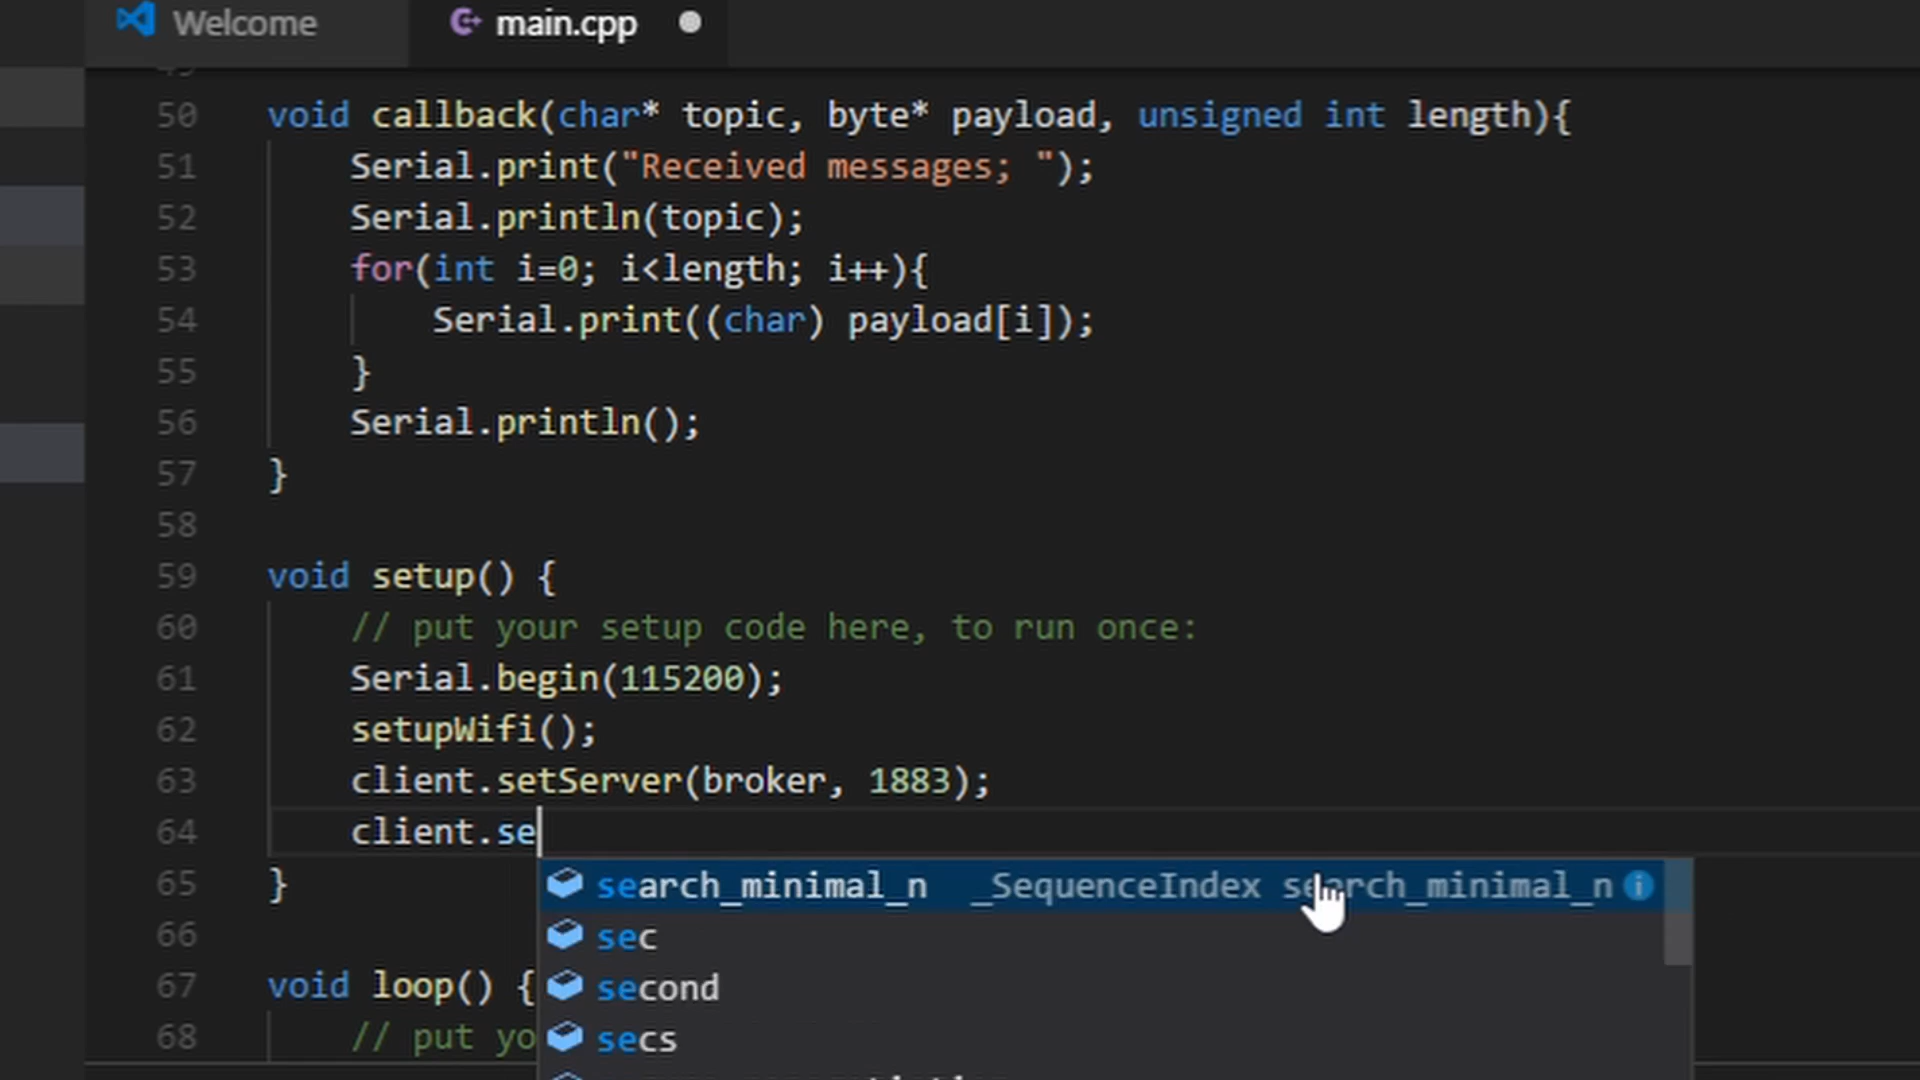 Welcome
main.cpp
50 void callback(char* topic, byte* payload, unsigned int length){
51 Serial.print("Received messages; ");
52 Serial.println(topic);
53 for(int i=0; i<length; i++){
54 Serial.print((char) payload[i]);
55 }
56 Serial.println();
57 }
58
59 void setup() {
60 // put your setup code here, to run once:
61 Serial.begin(115200);
62 setupWifi();
63 client.setServer(broker, 1883);
64 client.se
65 }
search_minimal_n _SequenceIndex search_minimal_n
66
sec
67 void loop() {
second
68 // put yo
secs